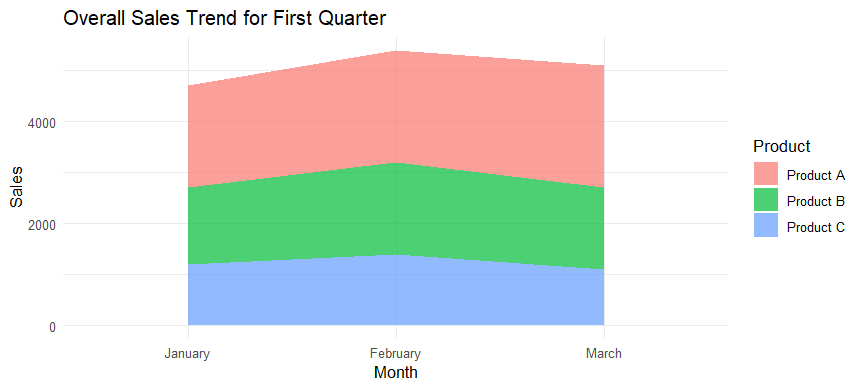 Overall Sales Trend for First Quarter
Sales
4000
2000
0
January February March
Month
Product
Product A
Product B
Product C